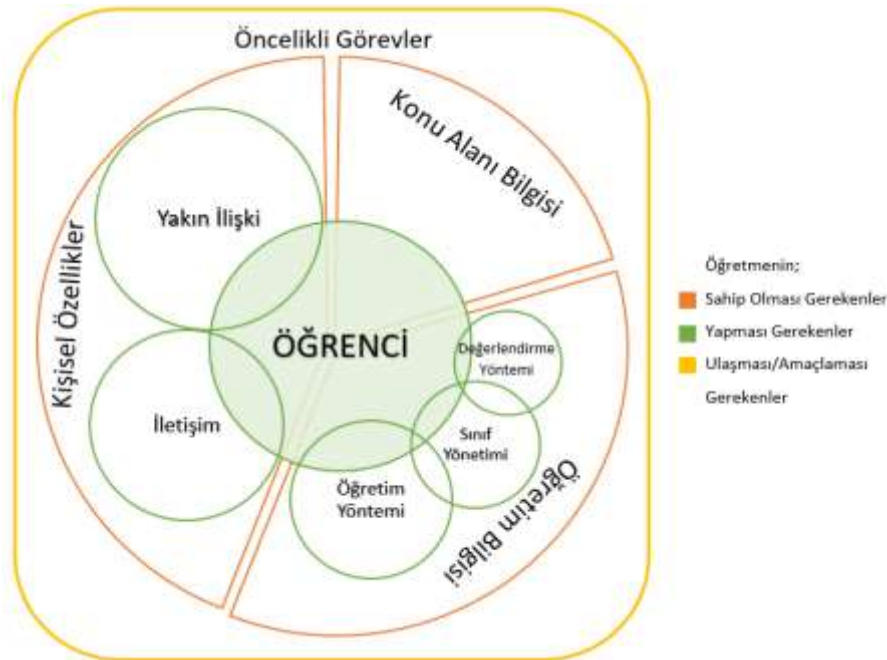 Öncelikli Görevler
Konu Alanı Bilgisi
Yakın İlişki
Kişisel Özellikler
ÖĞRENCİ
Değerlendirme
Yöntemi
İletişim
Sınıf
Yönetimi
Öğretim
Yöntemi
Öğretim Bilgisi
Öğretmenin;
Sahip Olması Gerekenler
Yapması Gerekenler
Ulaşması/Amaçlaması
Gerekenler